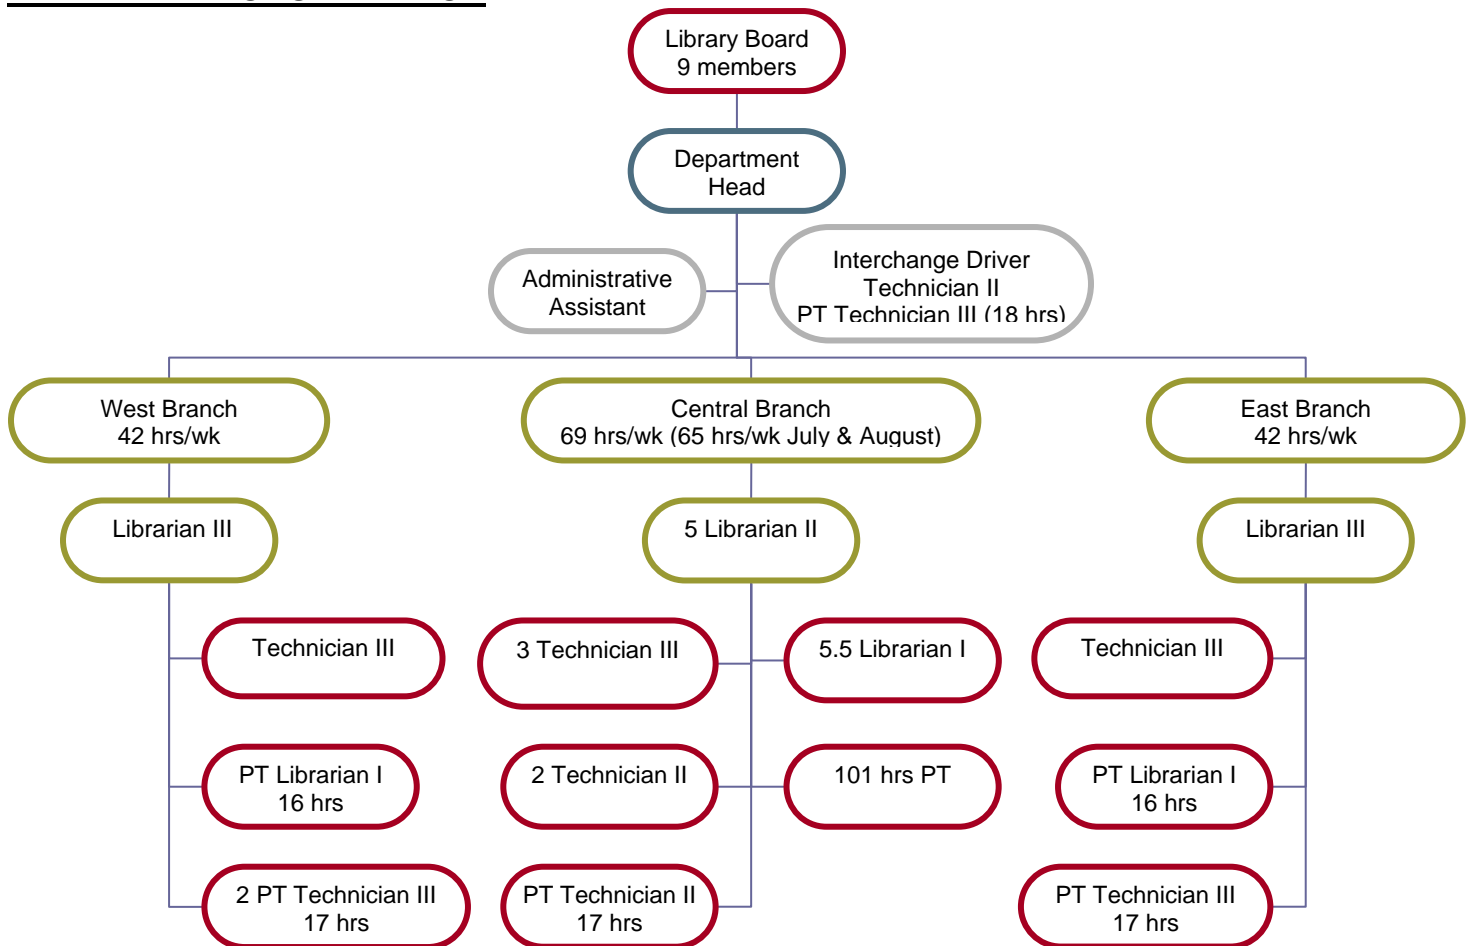 Library Board
9 members
Department
Head
Administrative
Assistant
Interchange Driver
Technician II
PT Technician III (18 hrs)
West Branch
42 hrs/wk
Central Branch
69 hrs/wk (65 hrs/wk July & August)
East Branch
42 hrs/wk
Librarian III
5 Librarian II
Librarian III
Technician III
3 Technician III
5.5 Librarian I
Technician III
PT Librarian I
16 hrs
2 Technician II
101 hrs PT
PT Librarian I
16 hrs
2 PT Technician III
17 hrs
PT Technician II
17 hrs
PT Technician III
17 hrs